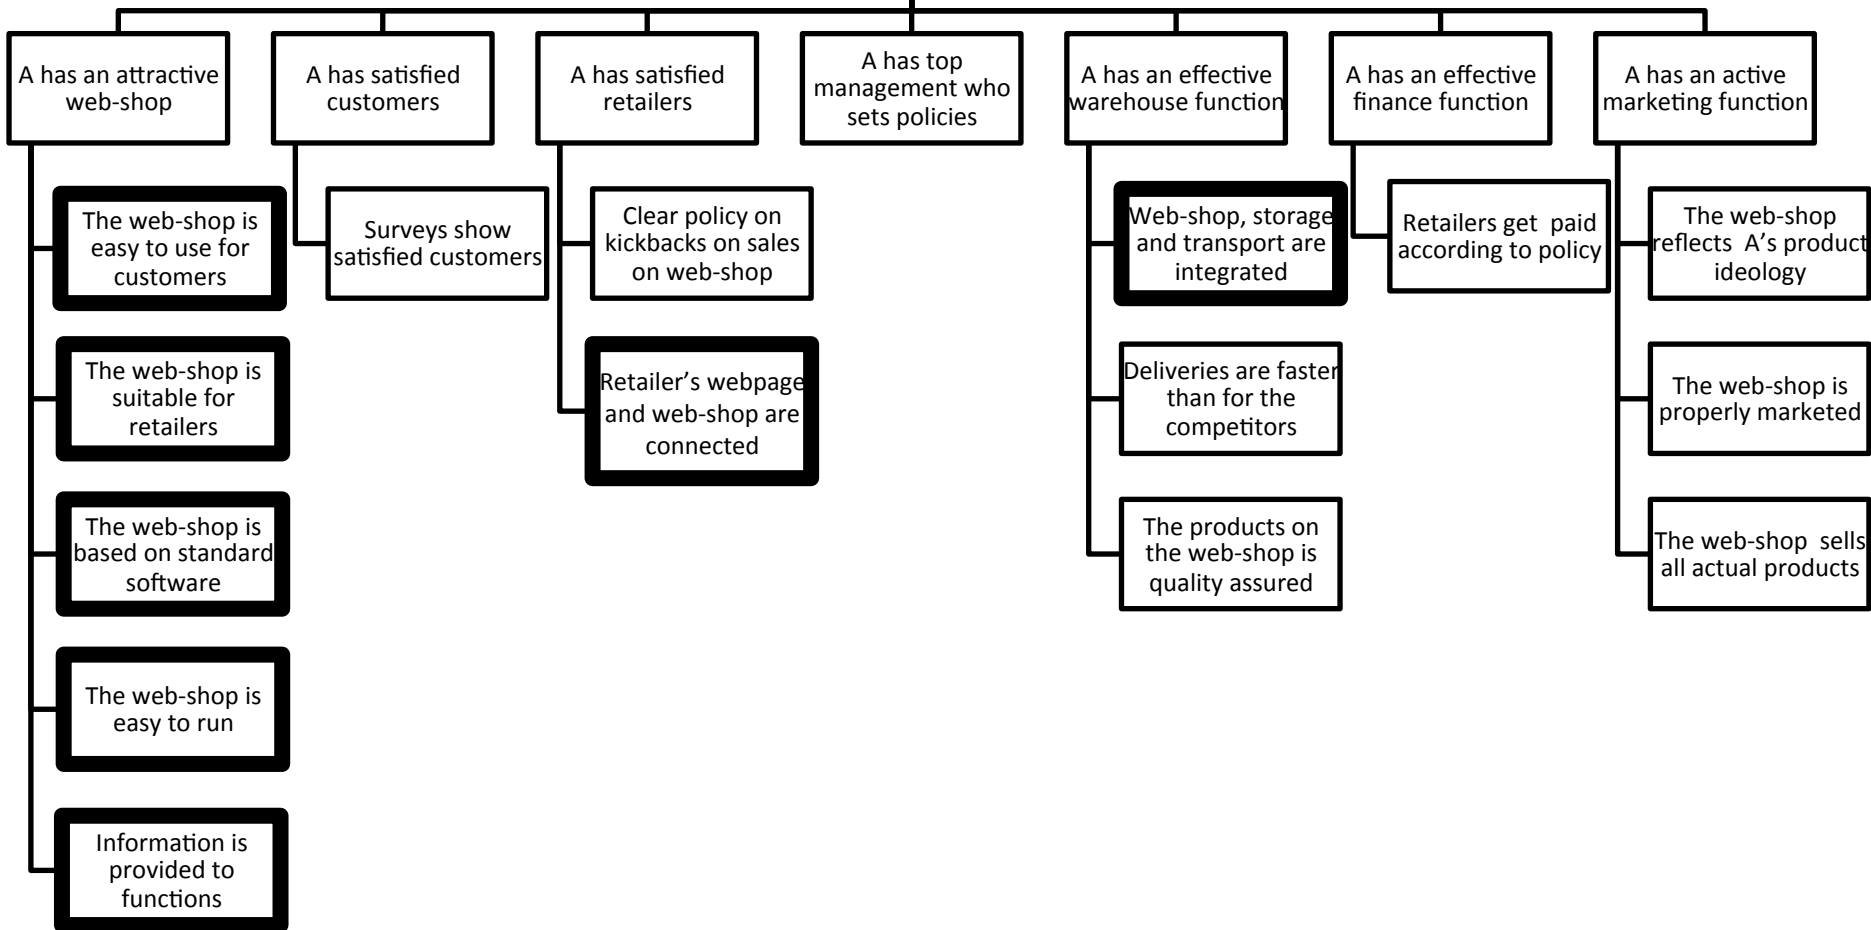 A has an attractive
web-shop
A has satisfied
customers
A has satisfied
retailers
A has top
management who
sets policies
A has an effective
warehouse function
A has an effective
finance function
A has an active
marketing function
The web-shop is
easy to use for
customers
The web-shop is
suitable for
retailers
The web-shop is
based on standard
software
The web-shop is
easy to run
Information is
provided to
functions
Surveys show
satisfied customers
Clear policy on
kickbacks on sales
on web-shop
Retailer's webpage
and web-shop are
connected
Web-shop, storage
and transport are
integrated
Deliveries are faster
than for the
competitors
The products on
the web-shop is
quality assured
Retailers get  paid
according to policy
The web-shop
reflects  A's product
ideology
The web-shop is
properly marketed
The web-shop  sells
all actual products